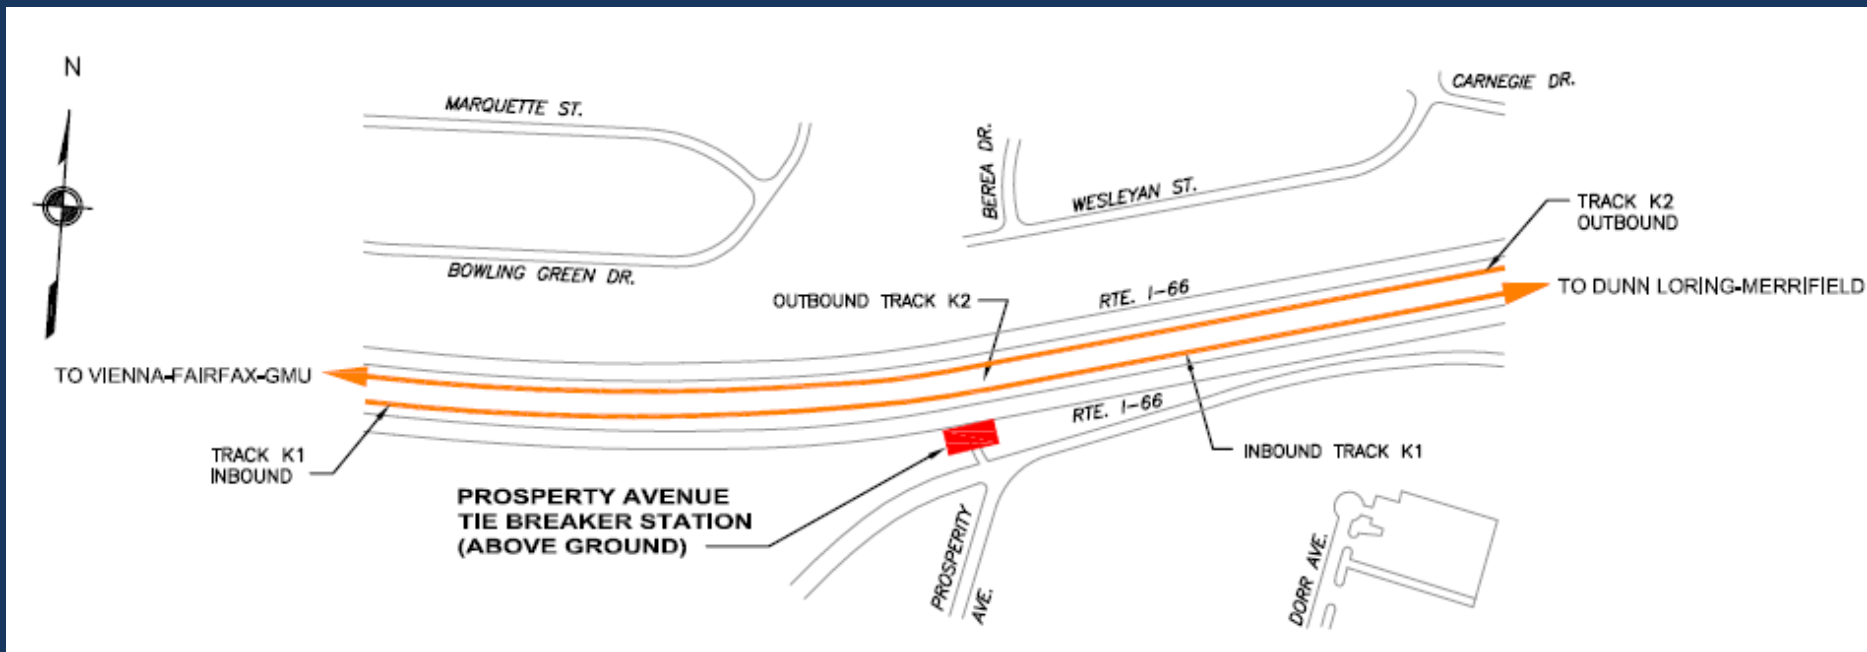 N
MARQUETTE ST.
CARNEGIE DR.
BEREA DR.
WESLEYAN ST.
TRACK K2
OUTBOUND
BOWLING GREEN DR.
OUTBOUND TRACK K2
RTE. I-66
TO DUNN LORING-MERRIFIELD
TO VIENNA-FAIRFAX-GMU
RTE. I-66
TRACK K1
INBOUND
INBOUND TRACK K1
PROSPERTY AVENUE
TIE BREAKER STATION
(ABOVE GROUND)
PROSPERITY
AVE.
DORR AVE.